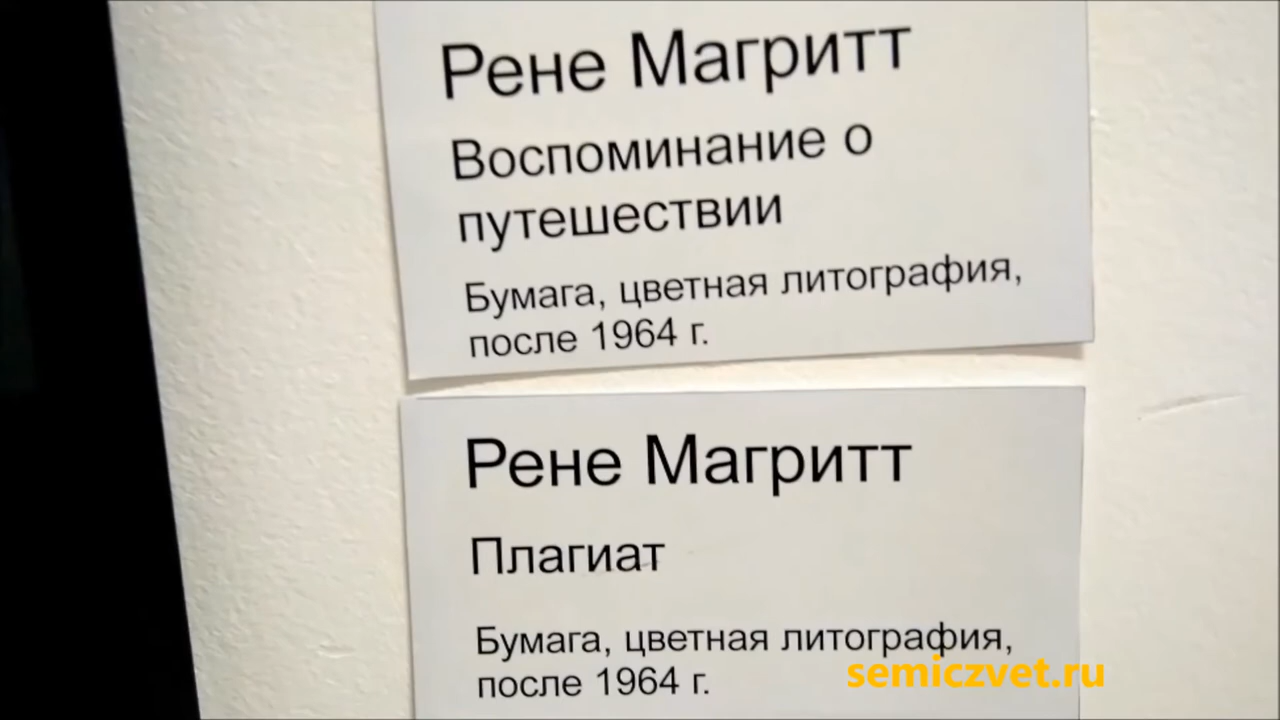 Рене Магритт
Воспоминание о
путешествии
Бумага, цветная литография,
после 1964 г.
Рене Магритт
Плагиат
Бумага, цветная литография,
после 1964 г.
semiczvet.ru